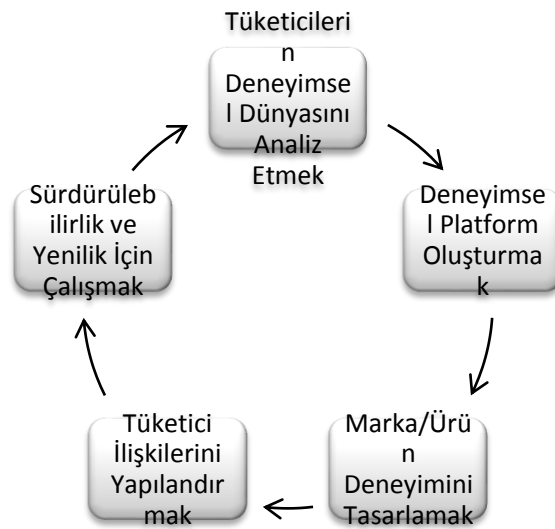 Tüketicileri
n
Deneyimse
l Dünyasını
Analiz
Etmek
Deneyimse
l Platform
Oluşturma
k
Marka/Ürü
n
Deneyimini
Tasarlamak
Tüketici
İlişkilerini
Yapılandır
mak
Sürdürüleb
ilirlik ve
Yenilik İçin
Çalışmak